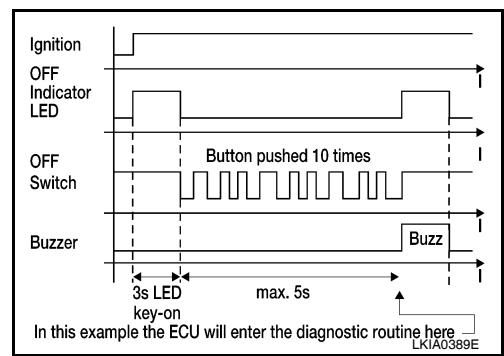 Ignition
OFF
Indicator
LED
OFF
Switch
Button pushed 10 times
Buzzer
Buzz
3s LED
key-on
max. 5s
In this example the ECU will enter the diagnostic routine here
LKIA0389E